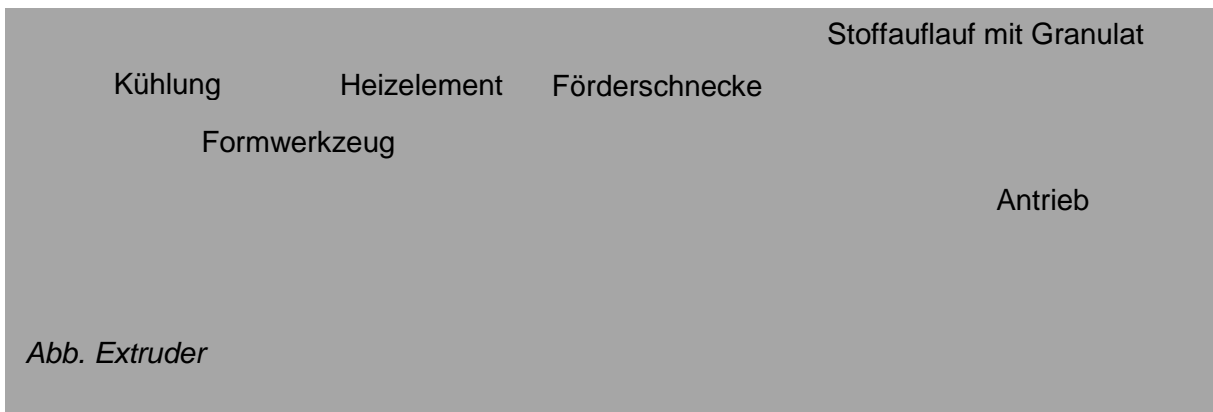 Stoffauflauf mit Granulat
Kühlung Heizelement Förderschnecke
Formwerkzeug
Antrieb
Abb. Extruder